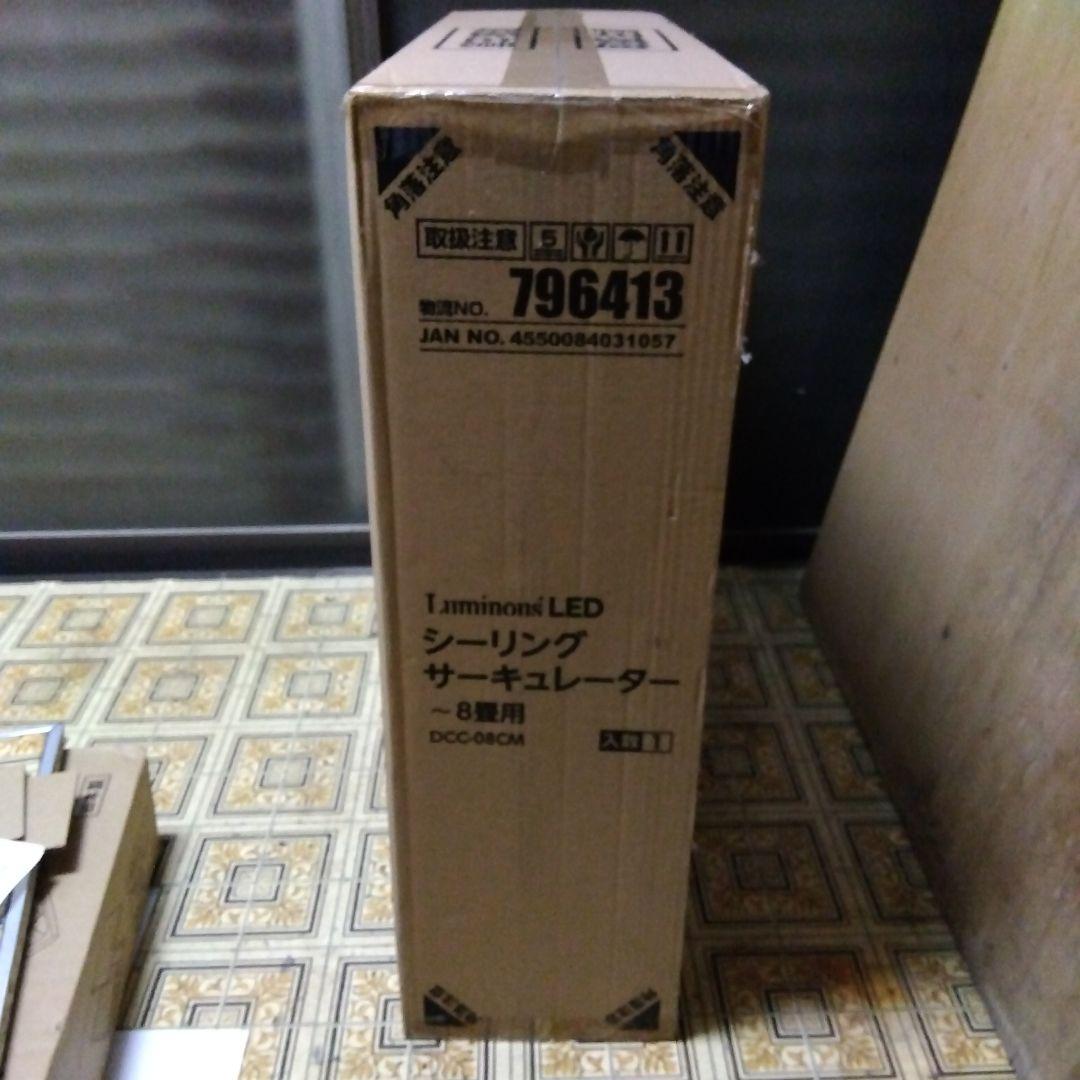 角落注意
角落注意
取扱注意 5
物流NO. 796413
JAN NO. 4550084031057
Luminous LED
シーリング
サーキュレーター
~8畳用
DCC-08CM
入数 1